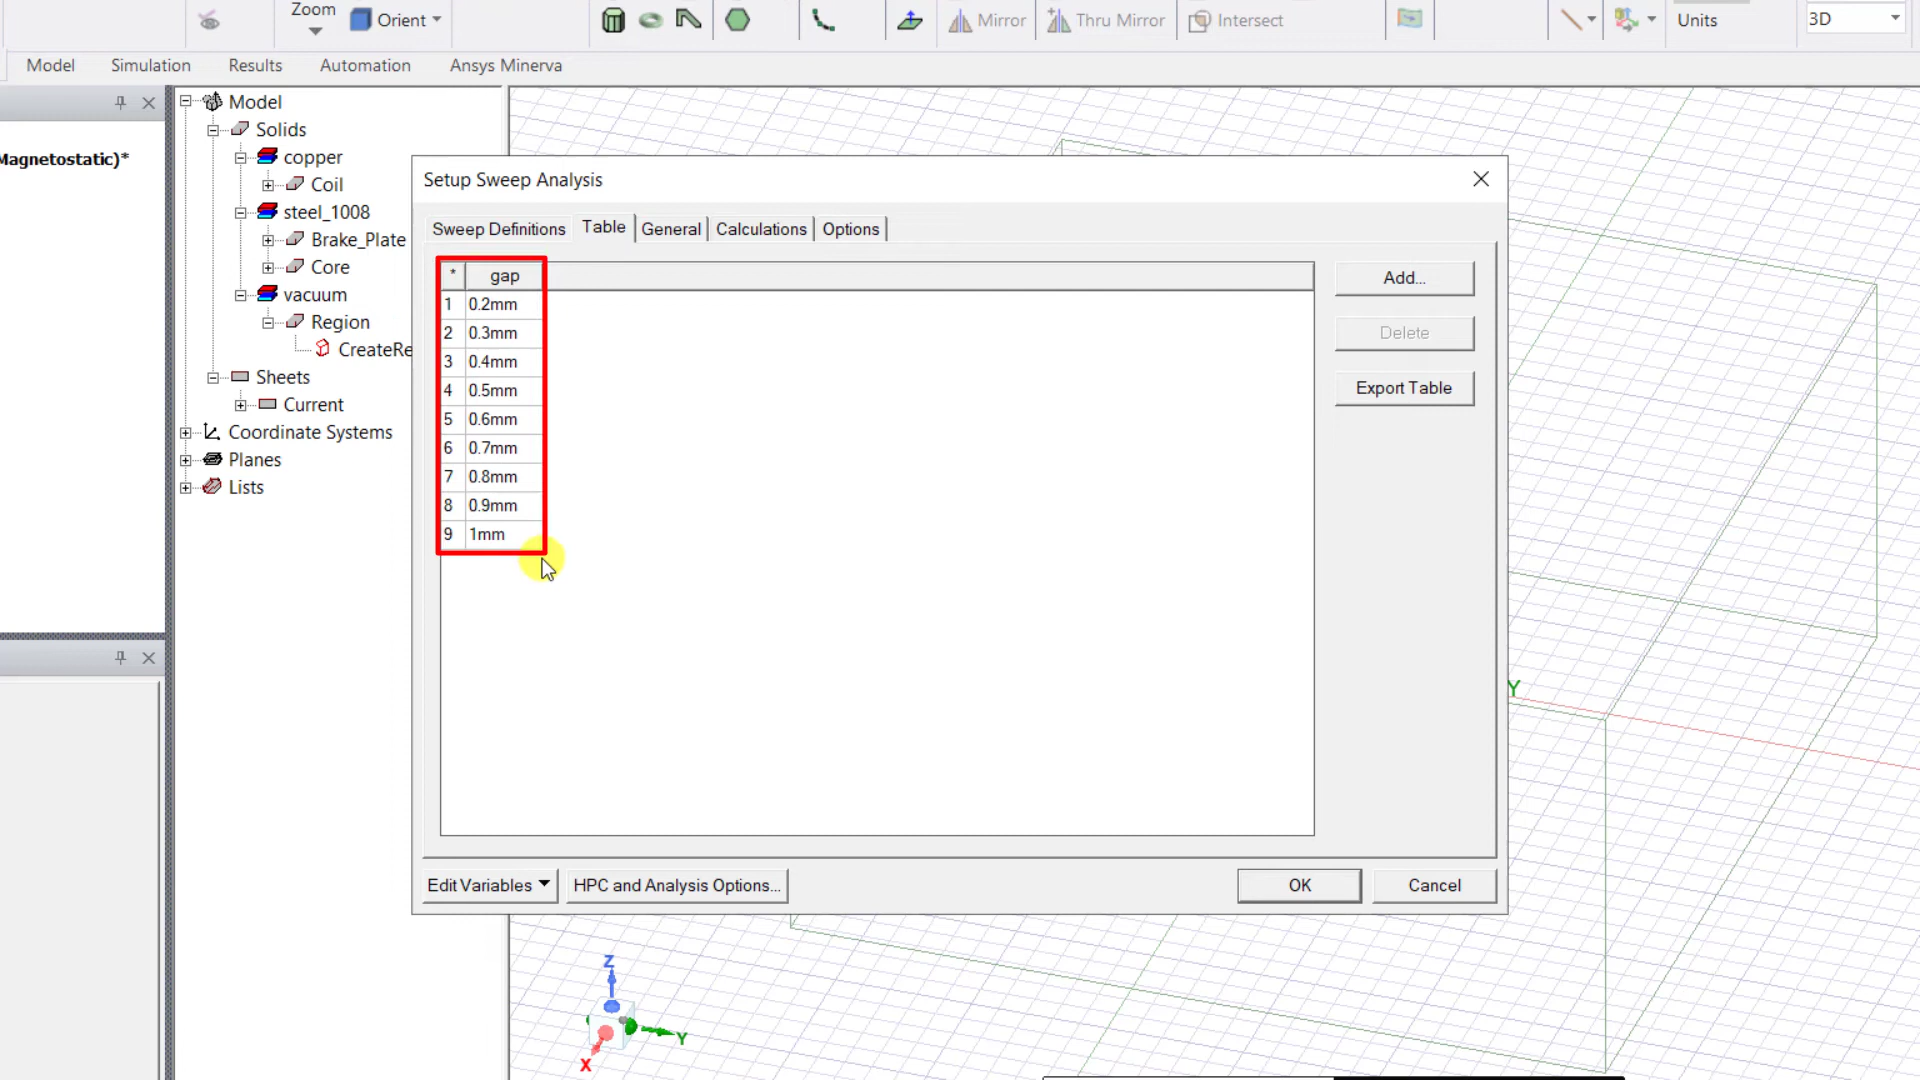 Zoom
Orient
Mirror
Thru Mirror
Intersect
Units
3D
Model
Simulation
Results
Automation
Ansys Minerva
Magnetostatic)*
Model
Solids
copper
Coil
steel_1008
Brake_Plate
Core
vacuum
Region
CreateRe
Sheets
Current
Coordinate Systems
Planes
Lists
Setup Sweep Analysis
Sweep Definitions
Table
General
Calculations
Options
* gap
1 0.2mm
2 0.3mm
3 0.4mm
4 0.5mm
5 0.6mm
6 0.7mm
7 0.8mm
8 0.9mm
9 1mm
Add...
Delete
Export Table
Edit Variables
HPC and Analysis Options...
OK
Cancel
Y
Z
Y
X